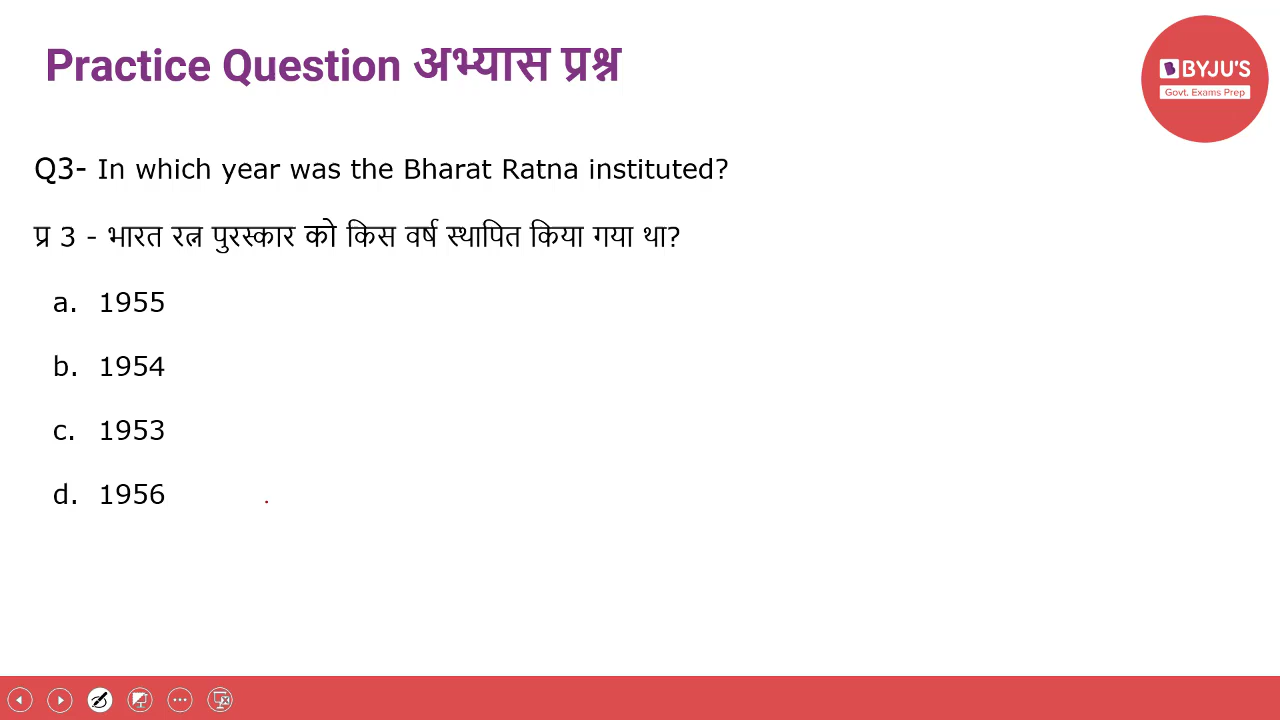 Practice Question अभ्यास प्रश्न
BYJU'S
Govt. Exams Prep
Q3- In which year was the Bharat Ratna instituted?
प्र 3 - भारत रत्न पुरस्कार को किस वर्ष स्थापित किया गया था?
a. 1955
b. 1954
c. 1953
d. 1956